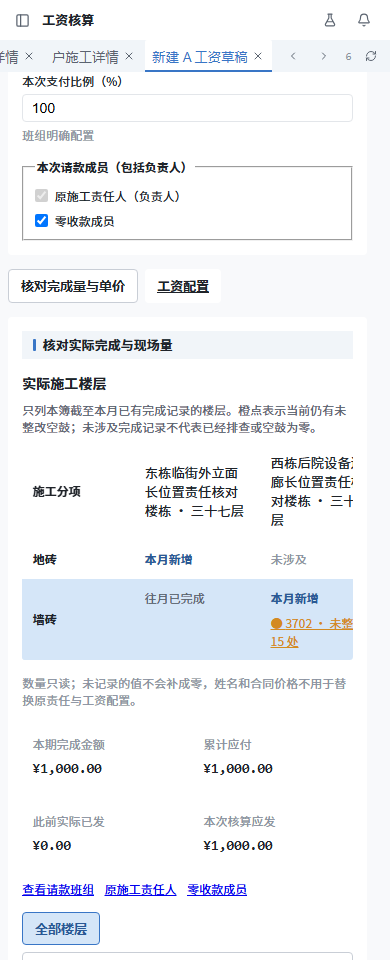 工资核算
详情 × 户施工详情 × 新建 A 工资草稿 × 6
本次支付比例（%）
100
班组明确配置
本次请款成员（包括负责人）
原施工责任人（负责人）
零收款成员
核对完成量与单价 工资配置
核对实际完成与现场量
实际施工楼层
只列本簿截至本月已有完成记录的楼层。橙点表示当前仍有未
整改空鼓；未涉及完成记录不代表已经排查或空鼓为零。
施工分项
东栋临街外立面
长位置责任核对
楼栋 · 三十七层
西栋后院设备
廊长位置责任核
对楼栋 · 三十
层
地砖 本月新增 未涉及
墙砖 往月已完成 本月新增
3702 · 未整
15 处
数量只读；未记录的值不会补成零，姓名和合同价格不用于替
换原责任与工资配置。
本期完成金额 累计应付
¥1,000.00 ¥1,000.00
此前实际已发 本次核算应发
¥0.00 ¥1,000.00
查看请款班组 原施工责任人 零收款成员
全部楼层